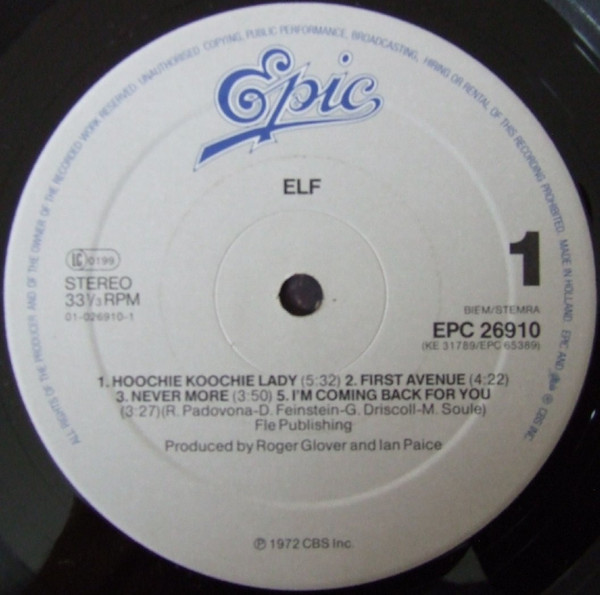 ALL RIGHTS OF THE PRODUCER AND OF THE OWNER OF THE RECORDED WORK RESERVED. UNAUTHORISED COPYING, PUBLIC PERFORMANCE, BROADCASTING, HIRING OR RENTAL OF THIS RECORDING PROHIBITED. MADE IN HOLLAND. EPIC AND Epic ® CBS INC.
Epic
ELF
LC 0199
1
STEREO
33⅓ RPM
01-026910-1
BIEM/STEMRA
EPC 26910
(KE 31789/EPC 65389)
1. HOOCHIE KOOCHIE LADY (5:32) 2. FIRST AVENUE (4:22)
3. NEVER MORE (3:50) 5. I'M COMING BACK FOR YOU
(3:27)(R. Padovona-D. Feinstein-G. Driscoll-M. Soule)
Fle Publishing
Produced by Roger Glover and Ian Paice
℗ 1972 CBS Inc.